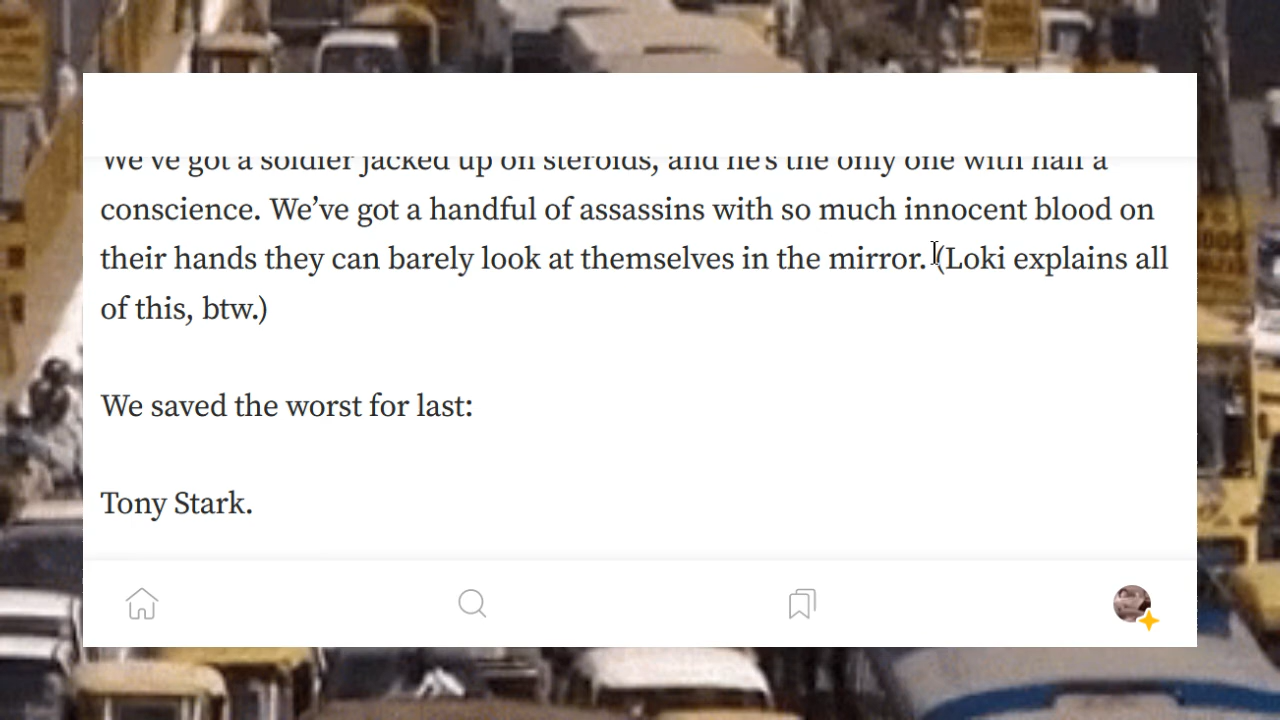 We've got a soldier jacked up on steroids, and he's the only one with half a
conscience. We’ve got a handful of assassins with so much innocent blood on
their hands they can barely look at themselves in the mirror. (Loki explains all
of this, btw.)
We saved the worst for last:
Tony Stark.